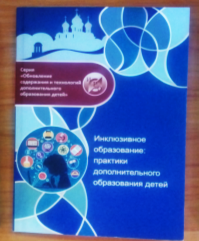 Серия
«Обновление
содержания и технологий
дополнительного
образования детей»
Инклюзивное
образование:
практики
дополнительного
образования детей